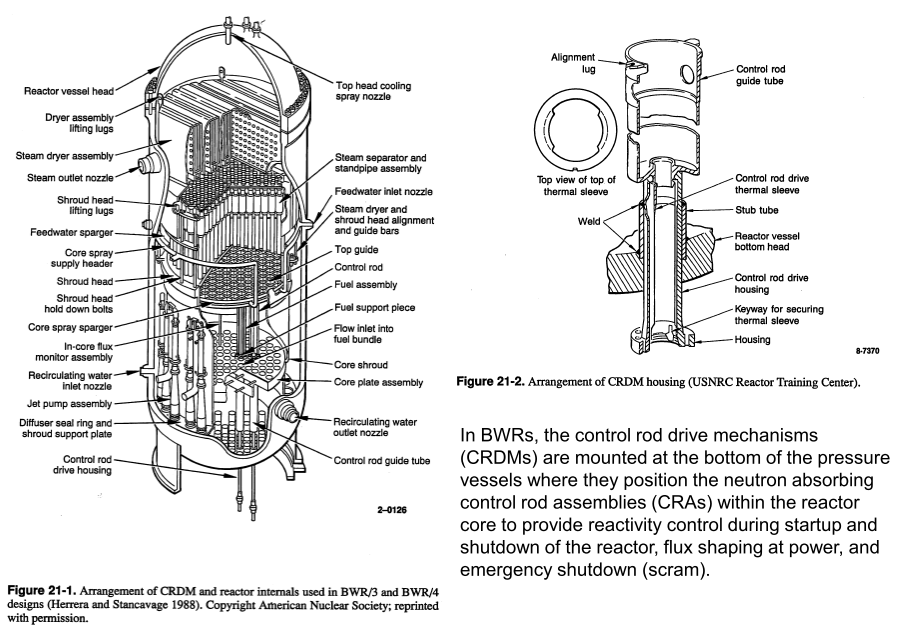 Reactor vessel head
Dryer assembly
lifting lugs
Steam dryer assembly
Steam outlet nozzle
Shroud head
lifting lugs
Feedwater sparger
Core spray
supply header
Shroud head
Shroud head
hold down bolts
Core spray sparger
In-core flux
monitor assembly
Recirculating water
inlet nozzle
Jet pump assembly
Diffuser seal ring and
shroud support plate
Control rod
drive housing
Top head cooling
spray nozzle
Steam separator and
standpipe assembly
Feedwater inlet nozzle
Steam dryer and
shroud head alignment
and guide bars
Top guide
Control rod
Fuel assembly
Fuel support piece
Flow inlet into
fuel bundle
Core shroud
Core plate assembly
Recirculating water
outlet nozzle
Control rod guide tube
2–0126
Figure 21-1. Arrangement of CRDM and reactor internals used in BWR/3 and BWR/4
designs (Herrera and Stancavage 1988). Copyright American Nuclear Society; reprinted
with permission.
Alignment
lug
Control rod
guide tube
Top view of top of
thermal sleeve
Control rod drive
thermal sleeve
Stub tube
Weld
Reactor vessel
bottom head
Control rod drive
housing
Keyway for securing
thermal sleeve
Housing
8-7370
Figure 21-2. Arrangement of CRDM housing (USNRC Reactor Training Center).
In BWRs, the control rod drive mechanisms
(CRDMs) are mounted at the bottom of the pressure
vessels where they position the neutron absorbing
control rod assemblies (CRAs) within the reactor
core to provide reactivity control during startup and
shutdown of the reactor, flux shaping at power, and
emergency shutdown (scram).